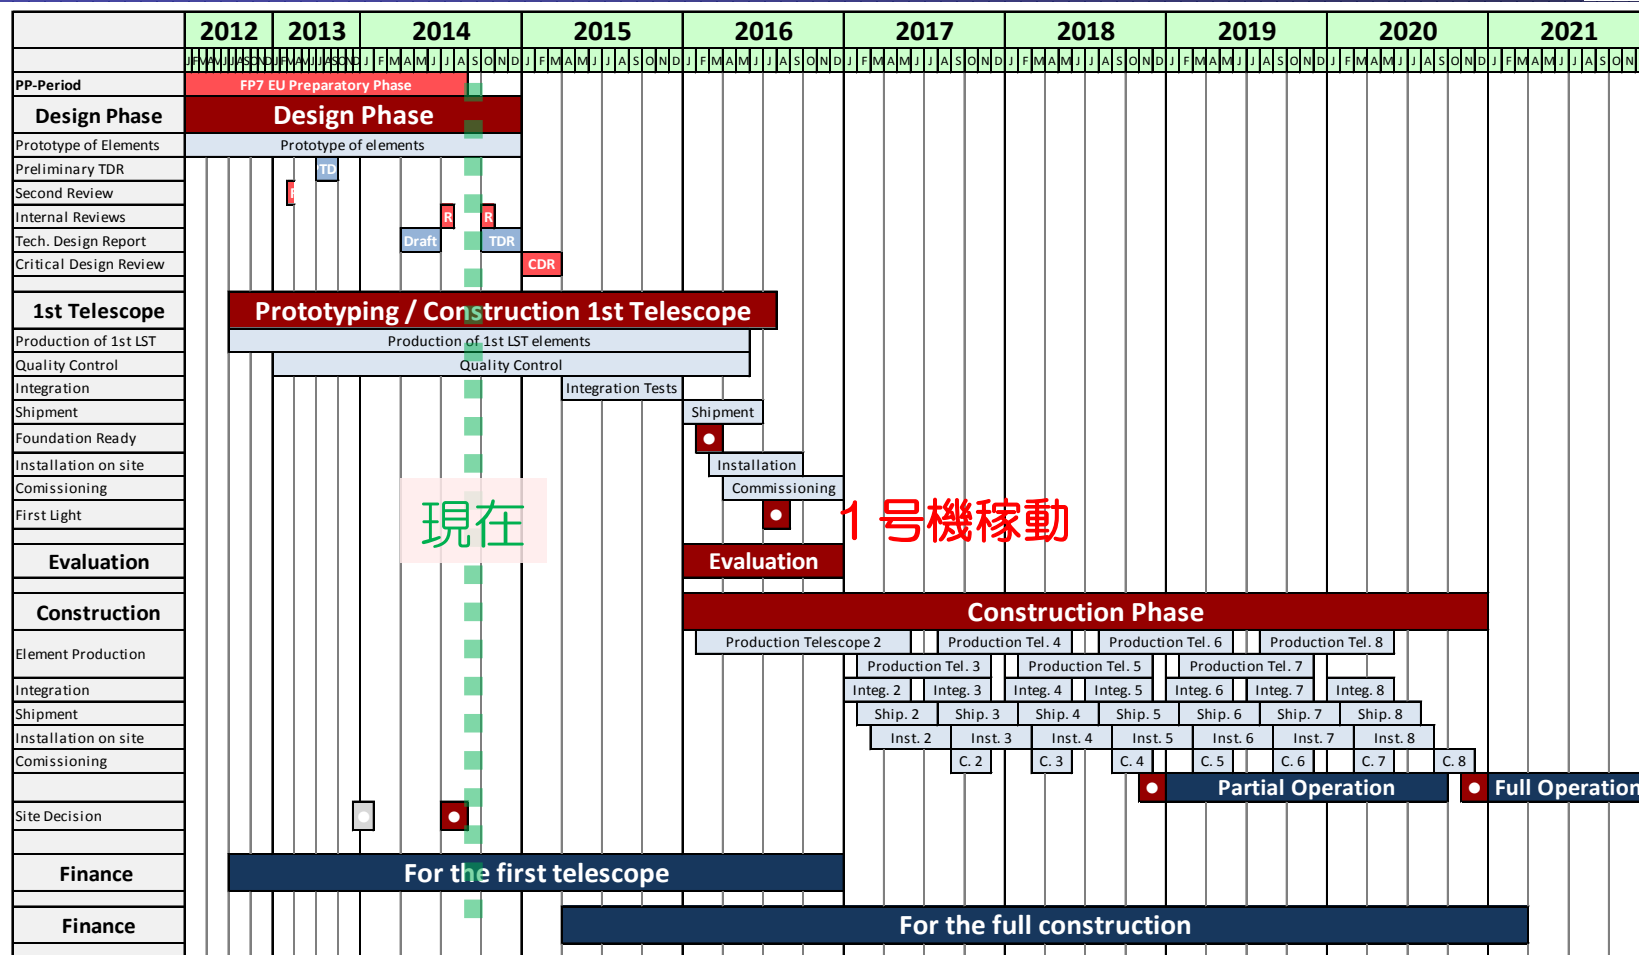 2012 2013 2014 2015 2016 2017 2018 2019 2020 2021
J F M A M J J A S O N D J F M A M J J A S O N D J F M A M J J A S O N D J F M A M J J A S O N D J F M A M J J A S O N D J F M A M J J A S O N D J F M A M J J A S O N D J F M A M J J A S O N D J F M A M J J A S O N D J F M A M J J A S O N
PP-Period FP7 EU Preparatory Phase
Design Phase Design Phase
Prototype of Elements Prototype of elements
Preliminary TDR TD
Second Review
Internal Reviews R R
Tech. Design Report Draft TDR
Critical Design Review CDR
1st Telescope Prototyping / Construction 1st Telescope
Production of 1st LST Production of 1st LST elements
Quality Control Quality Control
Integration Integration Tests
Shipment Shipment
Foundation Ready
Installation on site Installation
Comissioning Commissioning
First Light
現在 1号機稼動
Evaluation Evaluation
Construction Construction Phase
Element Production Production Telescope 2 Production Tel. 4 Production Tel. 6 Production Tel. 8
Production Tel. 3 Production Tel. 5 Production Tel. 7
Integration Integ. 2 Integ. 3 Integ. 4 Integ. 5 Integ. 6 Integ. 7 Integ. 8
Shipment Ship. 2 Ship. 3 Ship. 4 Ship. 5 Ship. 6 Ship. 7 Ship. 8
Installation on site Inst. 2 Inst. 3 Inst. 4 Inst. 5 Inst. 6 Inst. 7 Inst. 8
Comissioning C. 2 C. 3 C. 4 C. 5 C. 6 C. 7 C. 8
Partial Operation Full Operation
Site Decision
Finance For the first telescope
Finance For the full construction